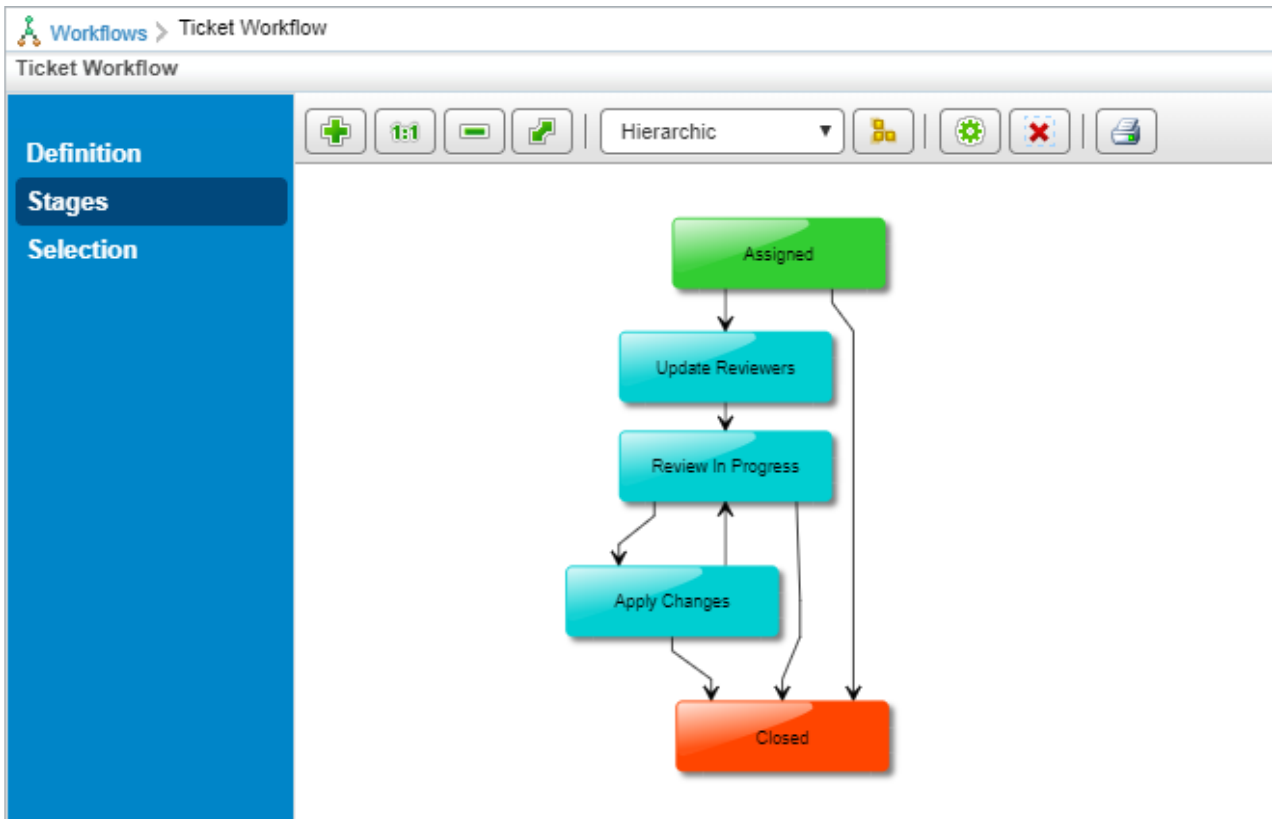 Workflows > Ticket Workflow
Ticket Workflow
Definition
Stages
Selection
1:1
Hierarchic
Assigned
Update Reviewers
Review In Progress
Apply Changes
Closed